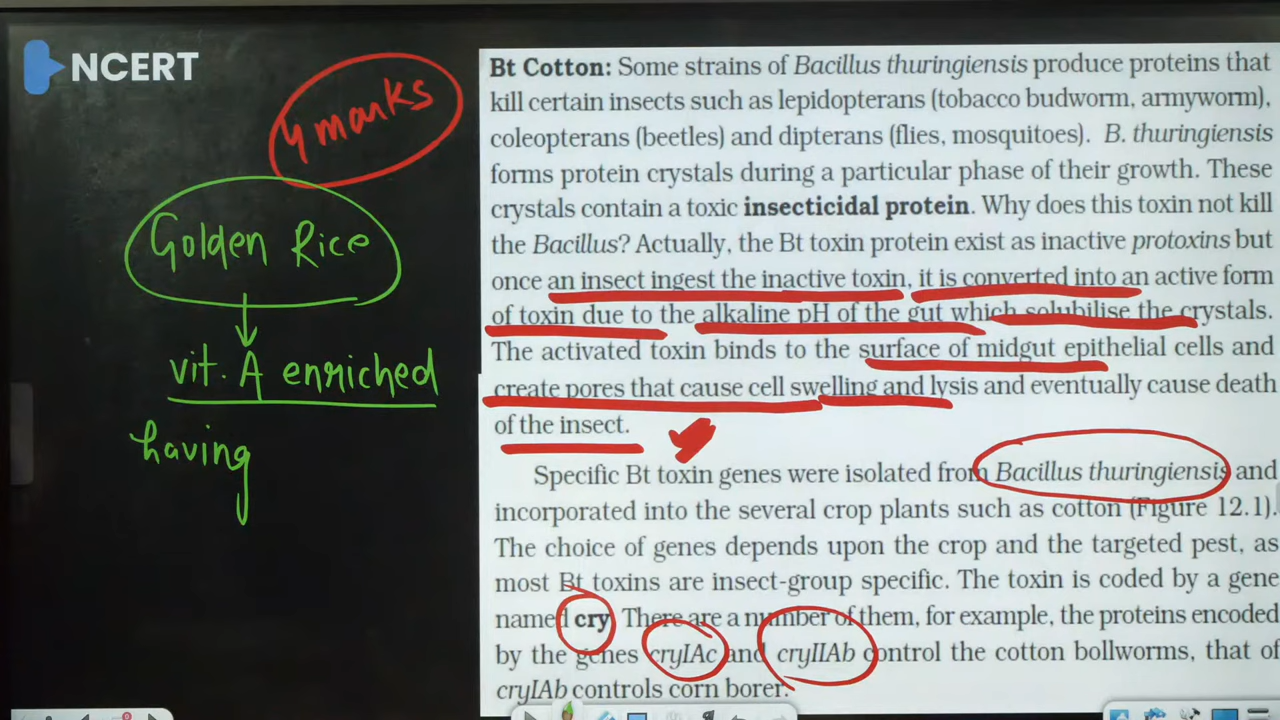 NCERT
4 marks
Golden Rice
vit. A enriched
having
Bt Cotton: Some strains of Bacillus thuringiensis produce proteins that
kill certain insects such as lepidopterans (tobacco budworm, armyworm),
coleopterans (beetles) and dipterans (flies, mosquitoes). B. thuringiensis
forms protein crystals during a particular phase of their growth. These
crystals contain a toxic insecticidal protein. Why does this toxin not kill
the Bacillus? Actually, the Bt toxin protein exist as inactive protoxins but
once an insect ingest the inactive toxin, it is converted into an active form
of toxin due to the alkaline pH of the gut which solubilise the crystals.
The activated toxin binds to the surface of midgut epithelial cells and
create pores that cause cell swelling and lysis and eventually cause death
of the insect.
Specific Bt toxin genes were isolated from Bacillus thuringiensis and
incorporated into the several crop plants such as cotton (Figure 12.1).
The choice of genes depends upon the crop and the targeted pest, as
most Bt toxins are insect-group specific. The toxin is coded by a gene
named cry. There are a number of them, for example, the proteins encoded
by the genes cryIAc and cryIIAb control the cotton bollworms, that of
cryIAb controls corn borer.